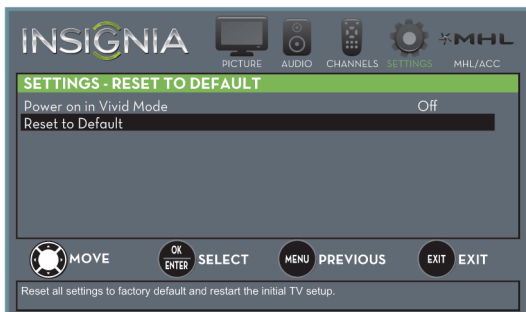 INSIGNIA
PICTURE AUDIO CHANNELS SETTINGS MHL MHL/ACC
SETTINGS - RESET TO DEFAULT
Power on in Vivid Mode Off
Reset to Default
MOVE OK ENTER SELECT MENU PREVIOUS EXIT EXIT
Reset all settings to factory default and restart the initial TV setup.